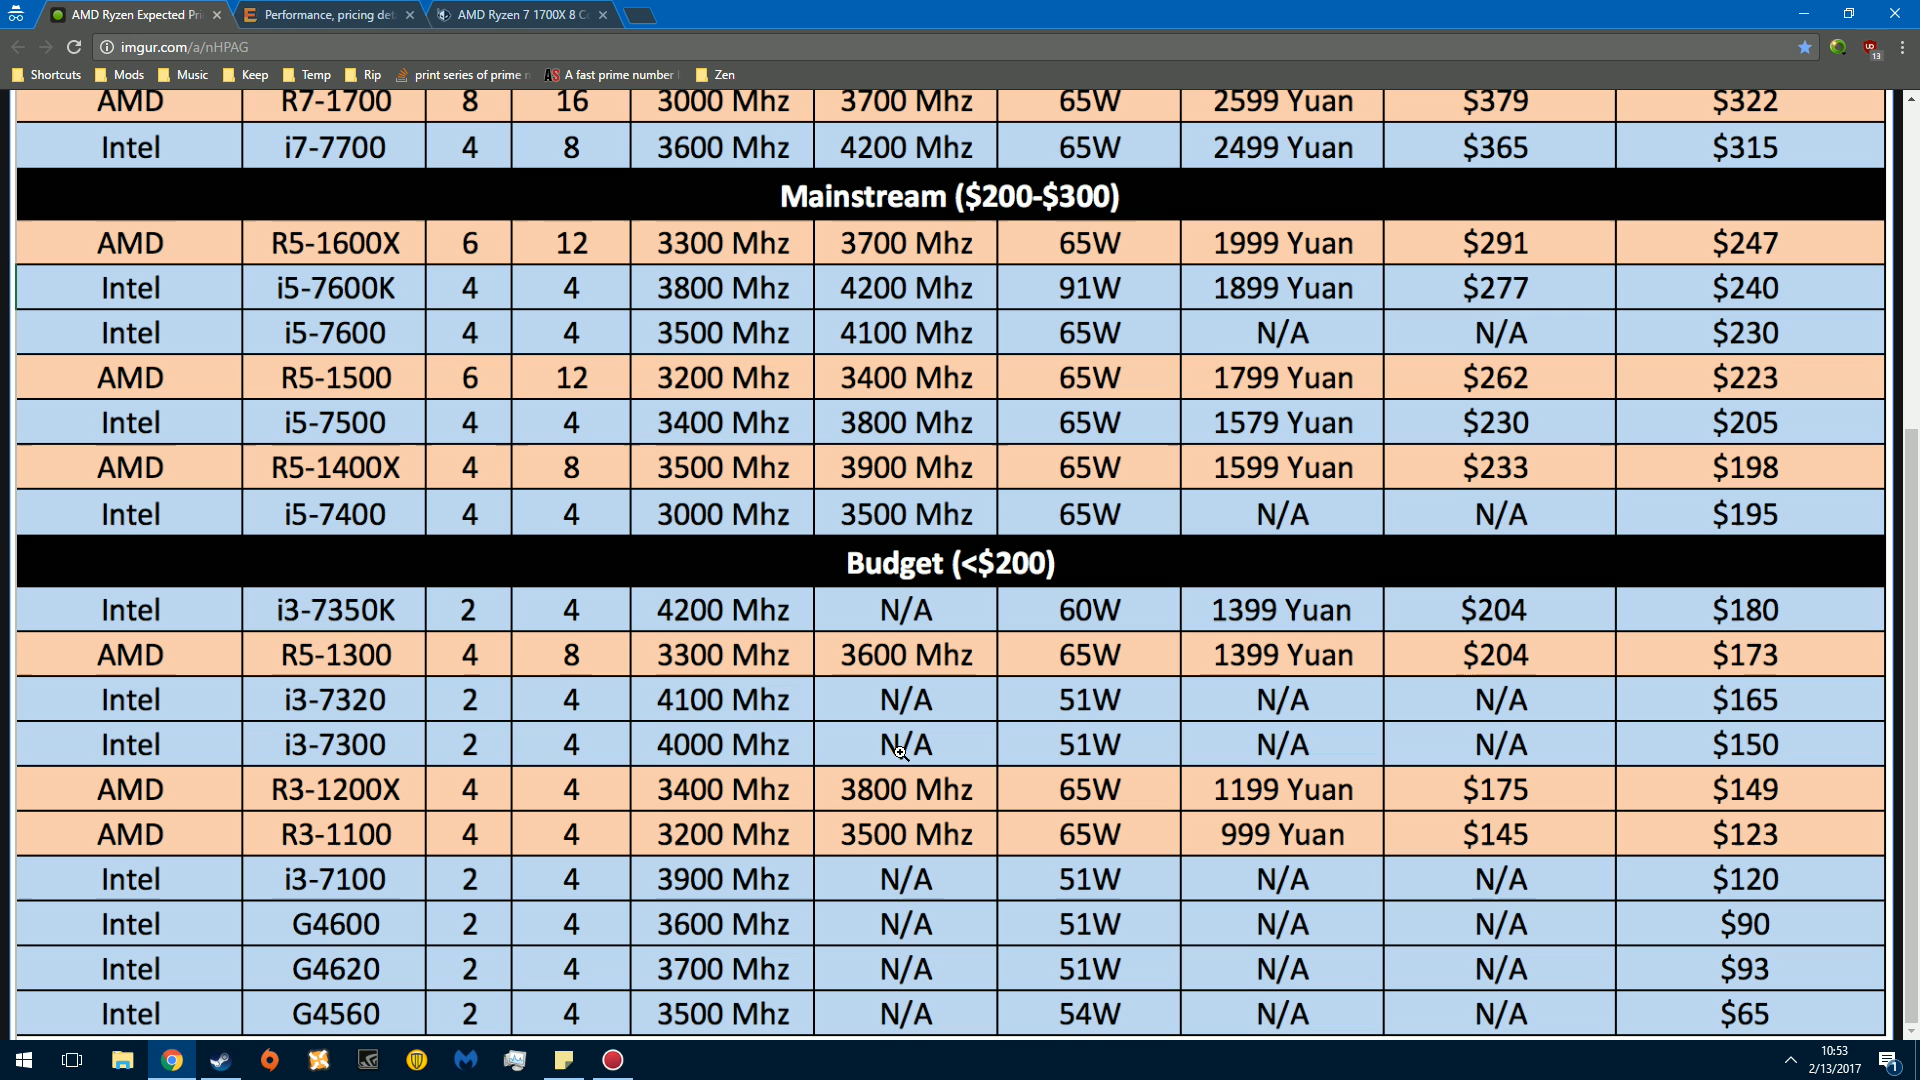 AMD Ryzen Expected Pri
Performance, pricing det
AMD Ryzen 7 1700X 8 C
imgur.com/a/nHPAG
13
Shortcuts Mods Music Keep Temp Rip print series of prime n A fast prime number Zen
AMD R7-1700 8 16 3000 Mhz 3700 Mhz 65W 2599 Yuan $379 $322
Intel i7-7700 4 8 3600 Mhz 4200 Mhz 65W 2499 Yuan $365 $315
Mainstream ($200-$300)
AMD R5-1600X 6 12 3300 Mhz 3700 Mhz 65W 1999 Yuan $291 $247
Intel i5-7600K 4 4 3800 Mhz 4200 Mhz 91W 1899 Yuan $277 $240
Intel i5-7600 4 4 3500 Mhz 4100 Mhz 65W N/A N/A $230
AMD R5-1500 6 12 3200 Mhz 3400 Mhz 65W 1799 Yuan $262 $223
Intel i5-7500 4 4 3400 Mhz 3800 Mhz 65W 1579 Yuan $230 $205
AMD R5-1400X 4 8 3500 Mhz 3900 Mhz 65W 1599 Yuan $233 $198
Intel i5-7400 4 4 3000 Mhz 3500 Mhz 65W N/A N/A $195
Budget (<$200)
Intel i3-7350K 2 4 4200 Mhz N/A 60W 1399 Yuan $204 $180
AMD R5-1300 4 8 3300 Mhz 3600 Mhz 65W 1399 Yuan $204 $173
Intel i3-7320 2 4 4100 Mhz N/A 51W N/A N/A $165
Intel i3-7300 2 4 4000 Mhz N/A 51W N/A N/A $150
AMD R3-1200X 4 4 3400 Mhz 3800 Mhz 65W 1199 Yuan $175 $149
AMD R3-1100 4 4 3200 Mhz 3500 Mhz 65W 999 Yuan $145 $123
Intel i3-7100 2 4 3900 Mhz N/A 51W N/A N/A $120
Intel G4600 2 4 3600 Mhz N/A 51W N/A N/A $90
Intel G4620 2 4 3700 Mhz N/A 51W N/A N/A $93
Intel G4560 2 4 3500 Mhz N/A 54W N/A N/A $65
10:53
2/13/2017
1